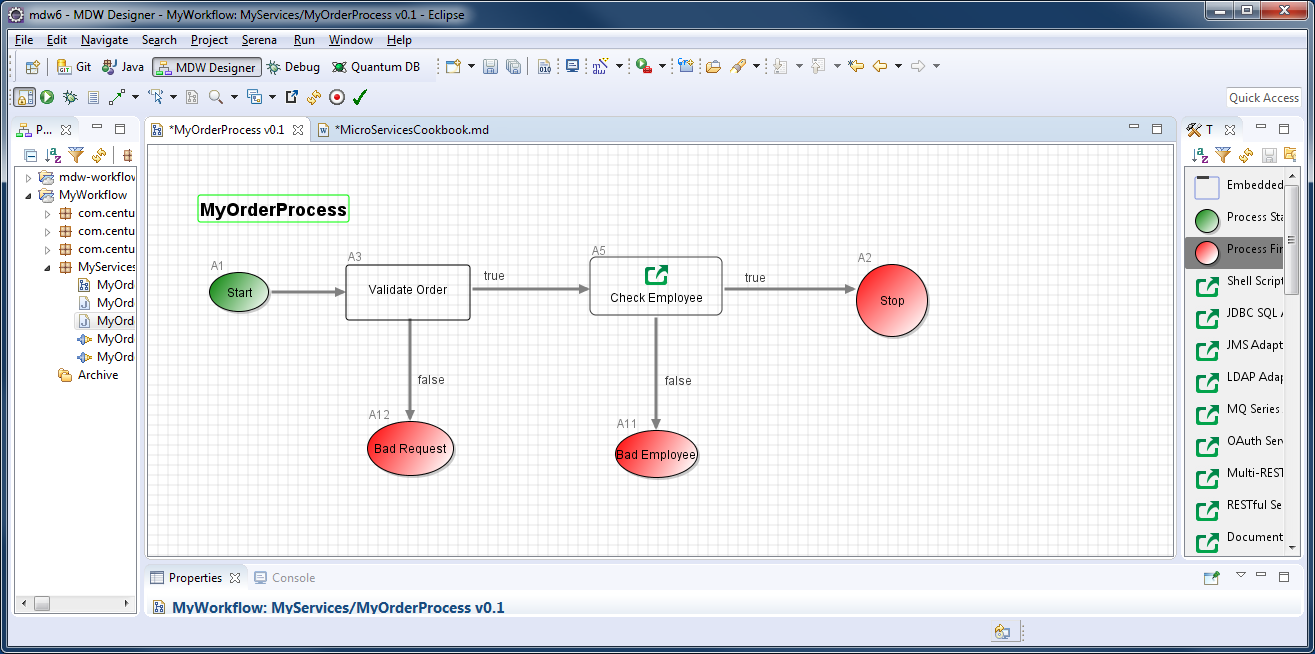 mdw6 - MDW Designer - MyWorkflow: MyServices/MyOrderProcess v0.1 - Eclipse
File Edit Navigate Search Project Serena Run Window Help
Git Java MDW Designer Debug Quantum DB
010
Quick Access
P...
*MyOrderProcess v0.1
*MicroServicesCookbook.md
T
mdw-workflow
MyWorkflow
com.centu
com.centu
com.centu
MyServices
MyOrd
MyOrd
MyOrd
MyOrd
MyOrd
Archive
MyOrderProcess
A1
Start
A3
Validate Order
true
A5
Check Employee
true
A2
Stop
false
A12
Bad Request
false
A11
Bad Employee
Embedded
Process Sta
Process Fin
Shell Script
JDBC SQL A
JMS Adapt
LDAP Adap
MQ Series
OAuth Serv
Multi-REST
RESTful Se
Document
Properties
Console
MyWorkflow: MyServices/MyOrderProcess v0.1